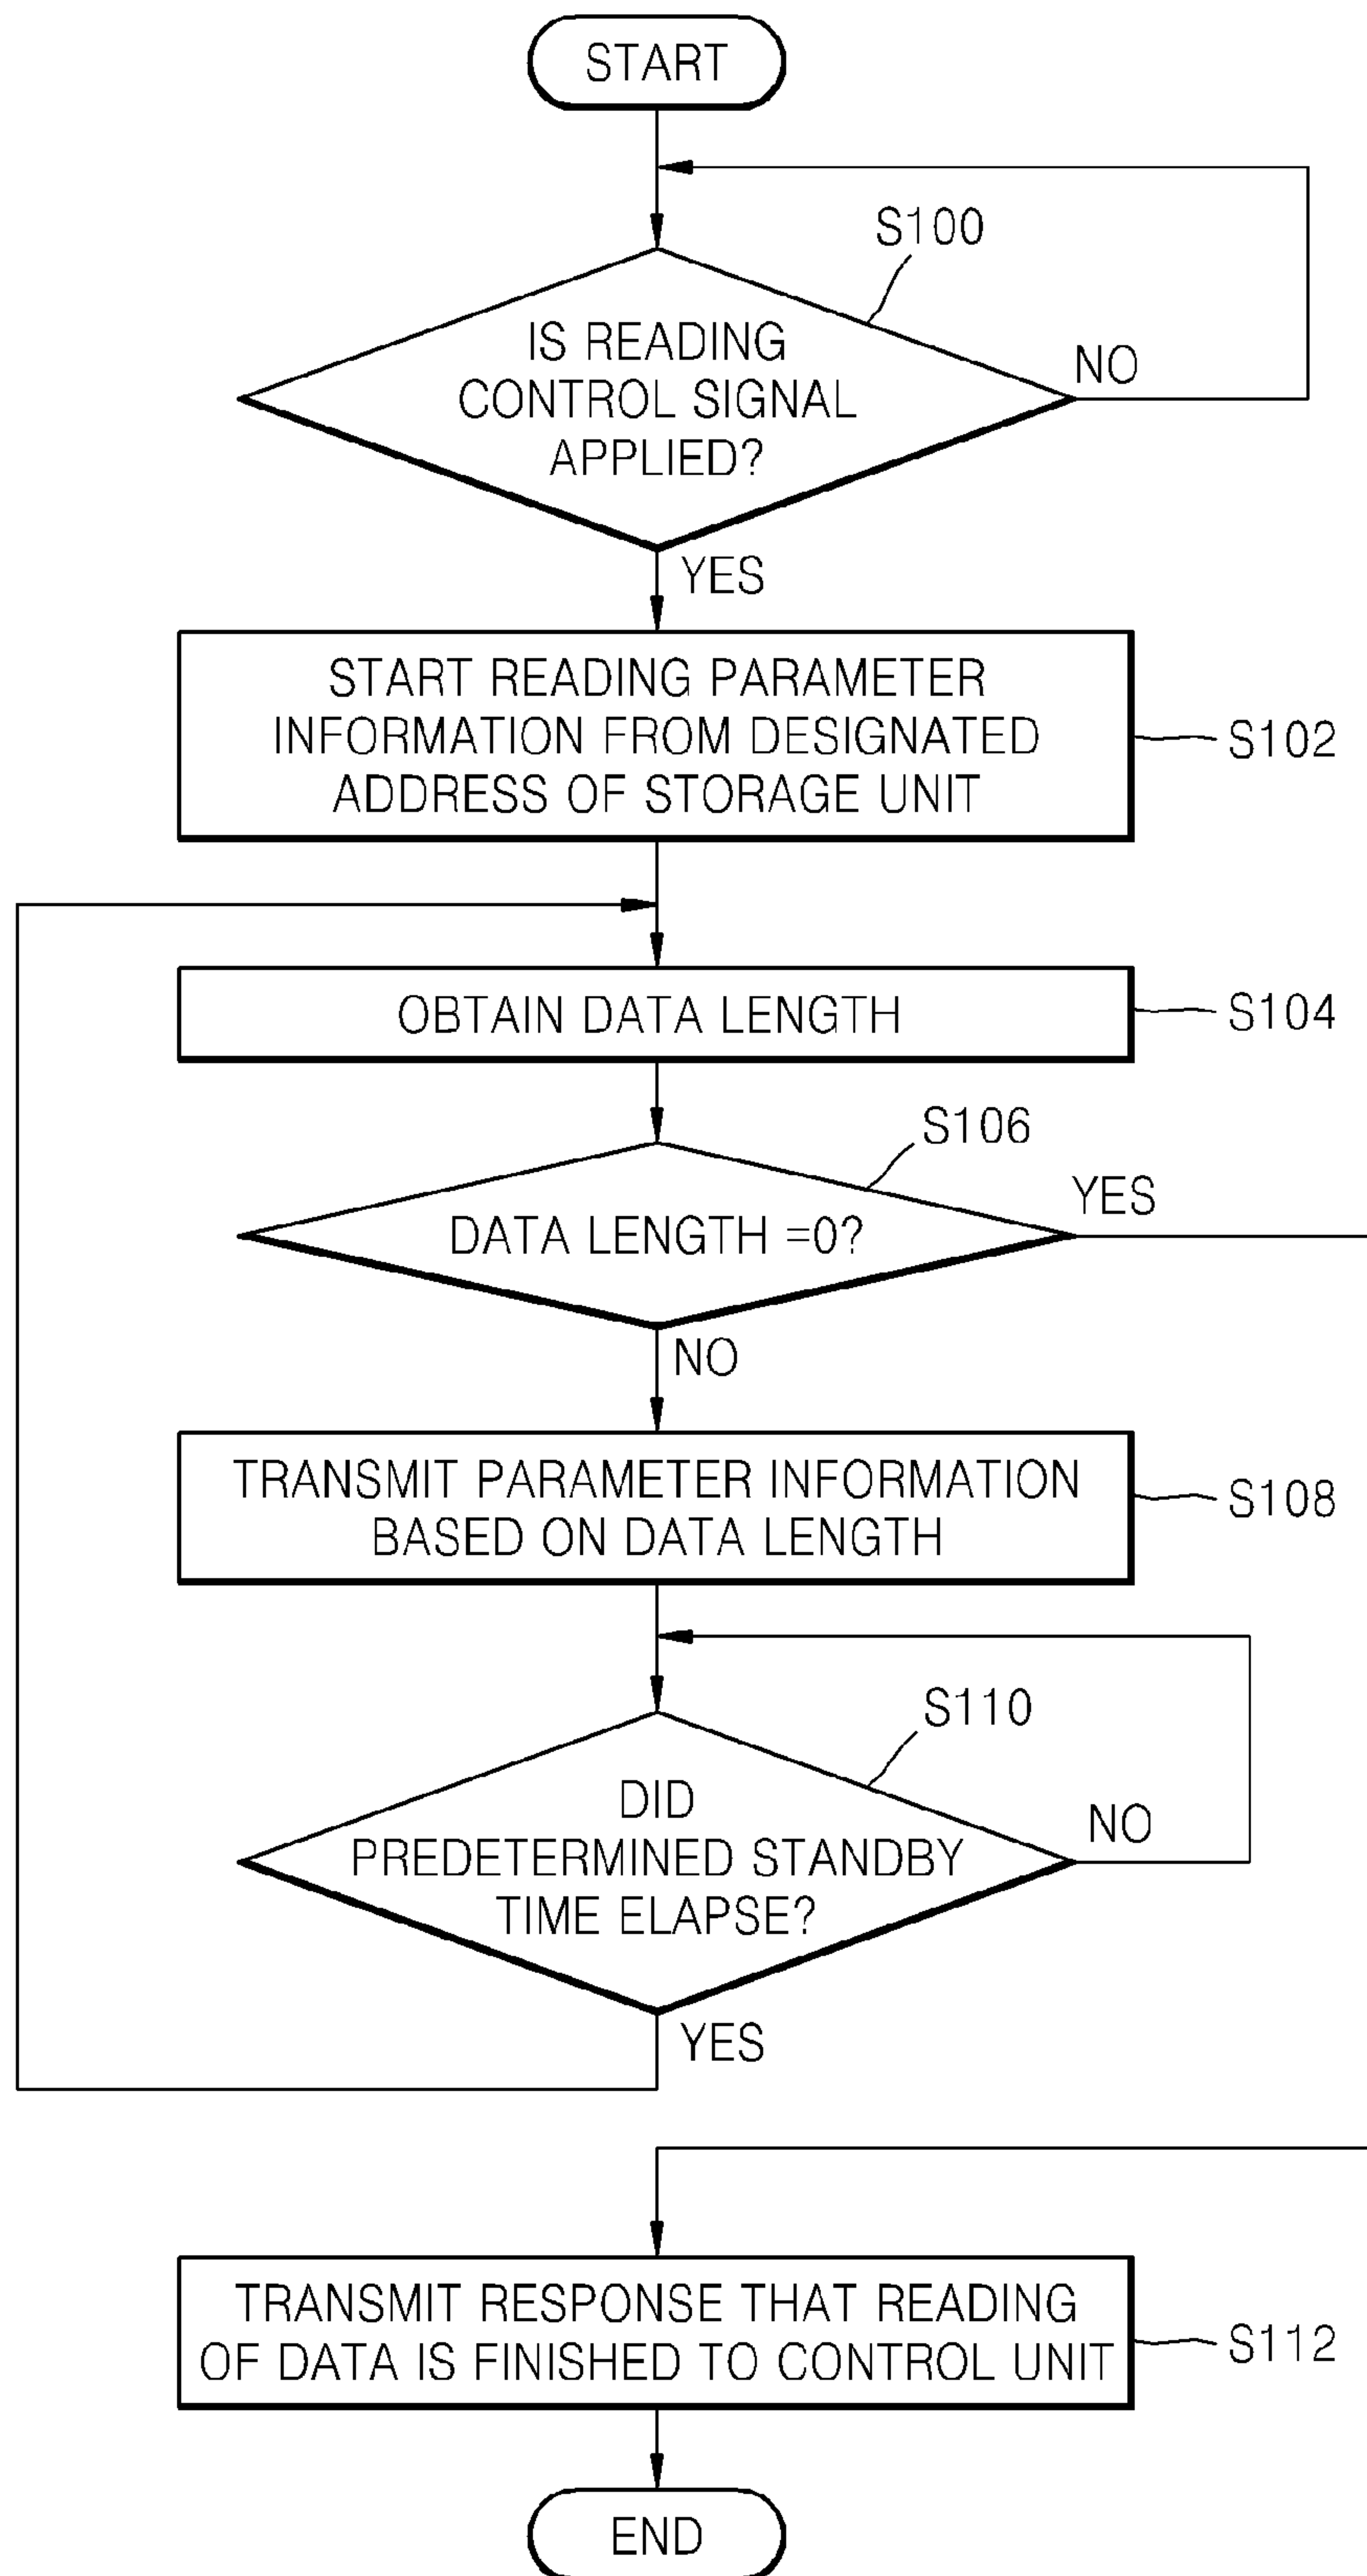 START
S100
IS READING
CONTROL SIGNAL
APPLIED?
NO
YES
START READING PARAMETER
INFORMATION FROM DESIGNATED
ADDRESS OF STORAGE UNIT
S102
OBTAIN DATA LENGTH
S104
S106
DATA LENGTH =0?
YES
NO
TRANSMIT PARAMETER INFORMATION
BASED ON DATA LENGTH
S108
S110
DID
PREDETERMINED STANDBY
TIME ELAPSE?
NO
YES
TRANSMIT RESPONSE THAT READING
OF DATA IS FINISHED TO CONTROL UNIT
S112
END